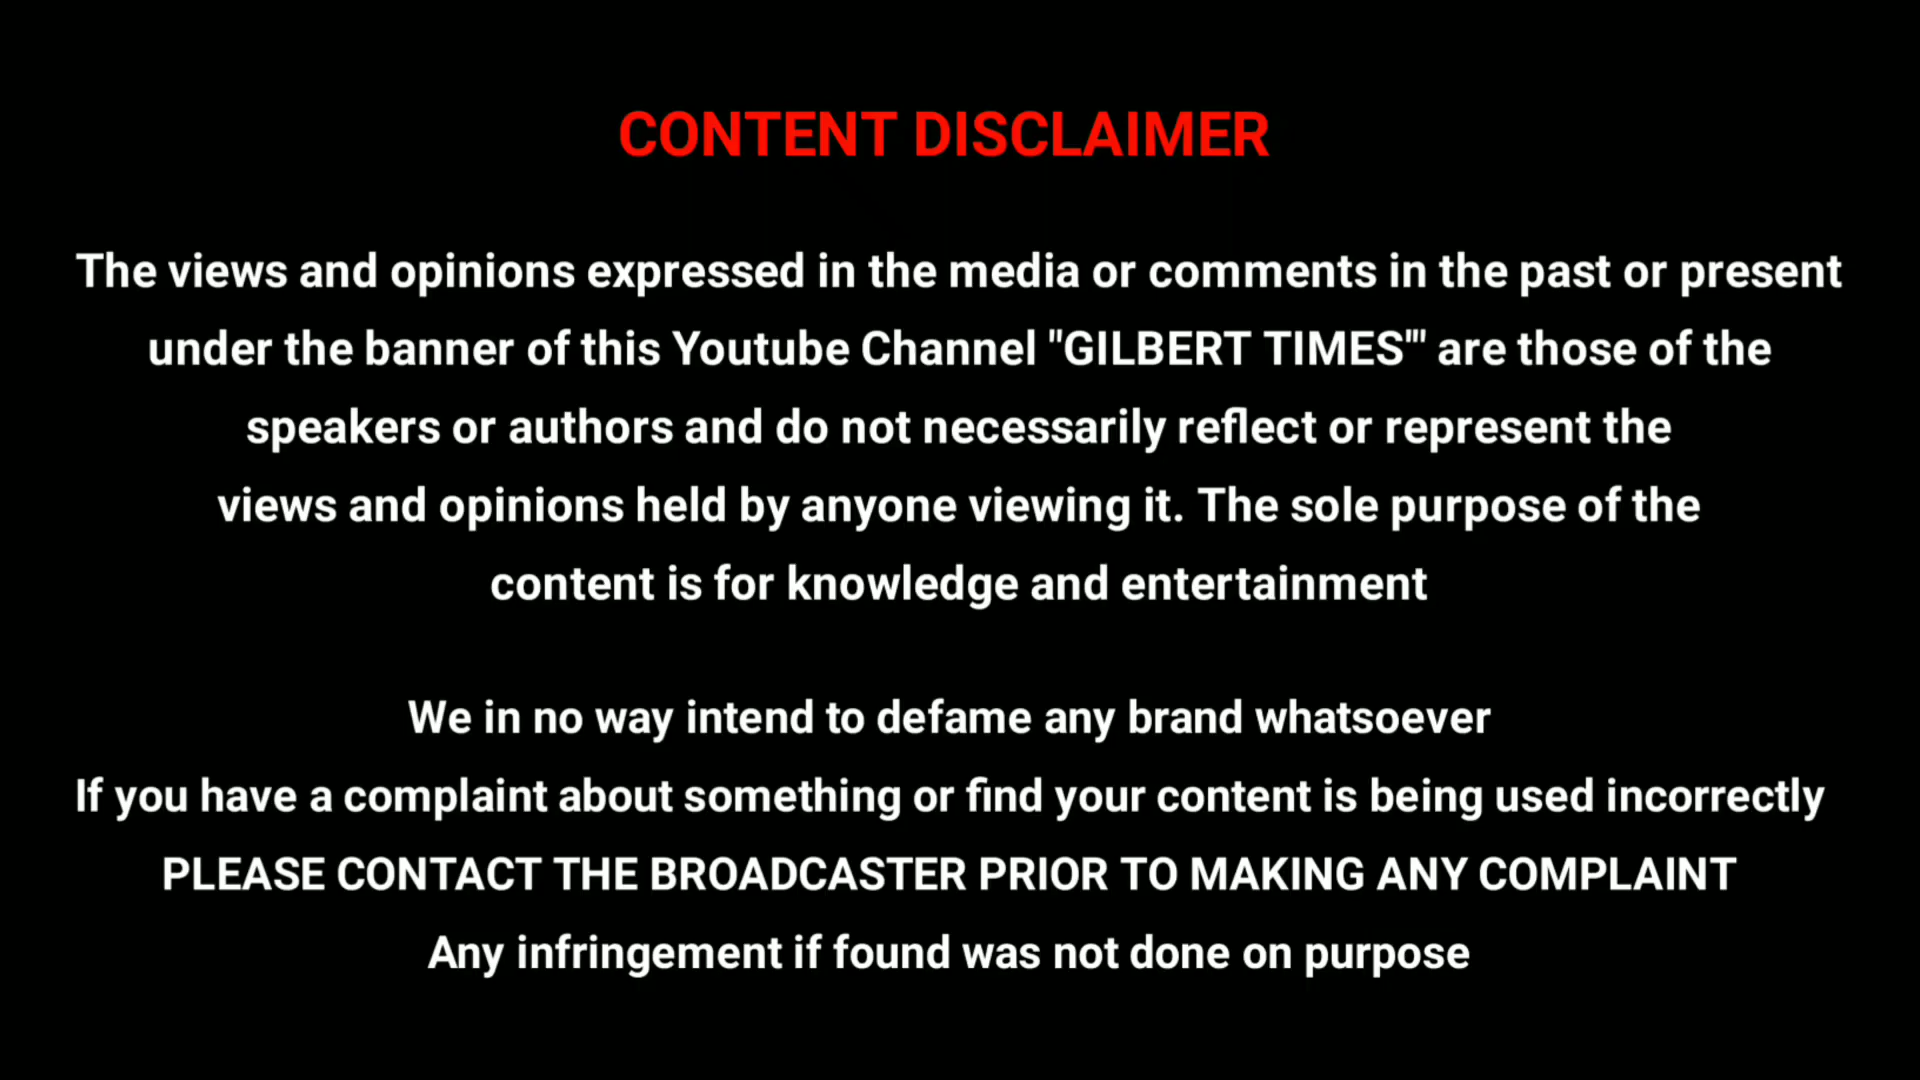 CONTENT DISCLAIMER
The views and opinions expressed in the media or comments in the past or present
under the banner of this Youtube Channel "GILBERT TIMES"' are those of the
speakers or authors and do not necessarily reflect or represent the
views and opinions held by anyone viewing it. The sole purpose of the
content is for knowledge and entertainment
We in no way intend to defame any brand whatsoever
If you have a complaint about something or find your content is being used incorrectly
PLEASE CONTACT THE BROADCASTER PRIOR TO MAKING ANY COMPLAINT
Any infringement if found was not done on purpose